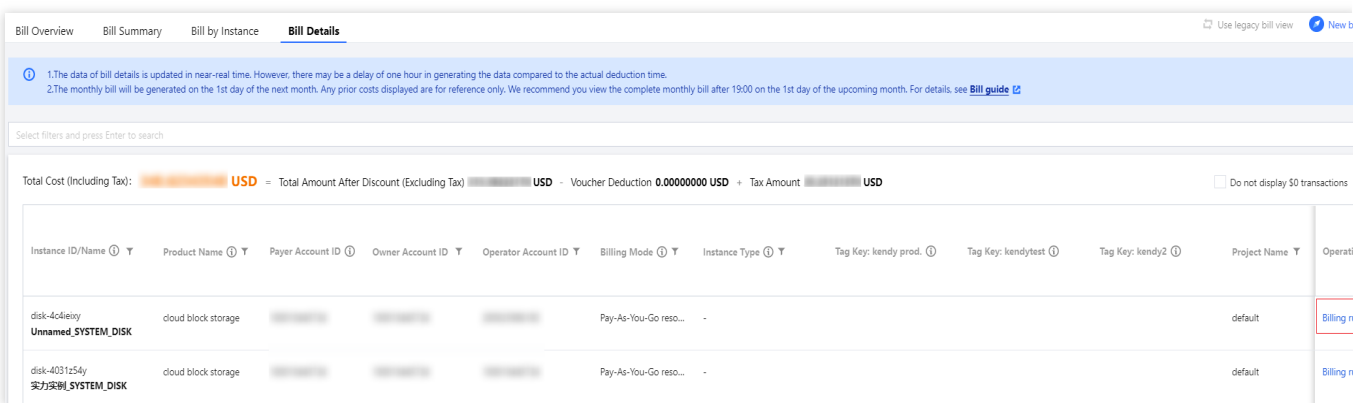 Bill Overview Bill Summary Bill by Instance Bill Details Use legacy bill view New b
1.The data of bill details is updated in near-real time. However, there may be a delay of one hour in generating the data compared to the actual deduction time.
2.The monthly bill will be generated on the 1st day of the next month. Any prior costs displayed are for reference only. We recommend you view the complete monthly bill after 19:00 on the 1st day of the upcoming month. For details, see Bill guide
Select filters and press Enter to search
Total Cost (Including Tax): USD = Total Amount After Discount (Excluding Tax) USD - Voucher Deduction 0.00000000 USD + Tax Amount USD Do not display $0 transactions
Instance ID/Name Product Name Payer Account ID Owner Account ID Operator Account ID Billing Mode Instance Type Tag Key: kendy prod. Tag Key: kendytest Tag Key: kendy2 Project Name Operati
disk-4c4ieixy cloud block storage Pay-As-You-Go reso... - default Billing r
Unnamed_SYSTEM_DISK
disk-4031z54y cloud block storage Pay-As-You-Go reso... - default Billing r
实力实例_SYSTEM_DISK